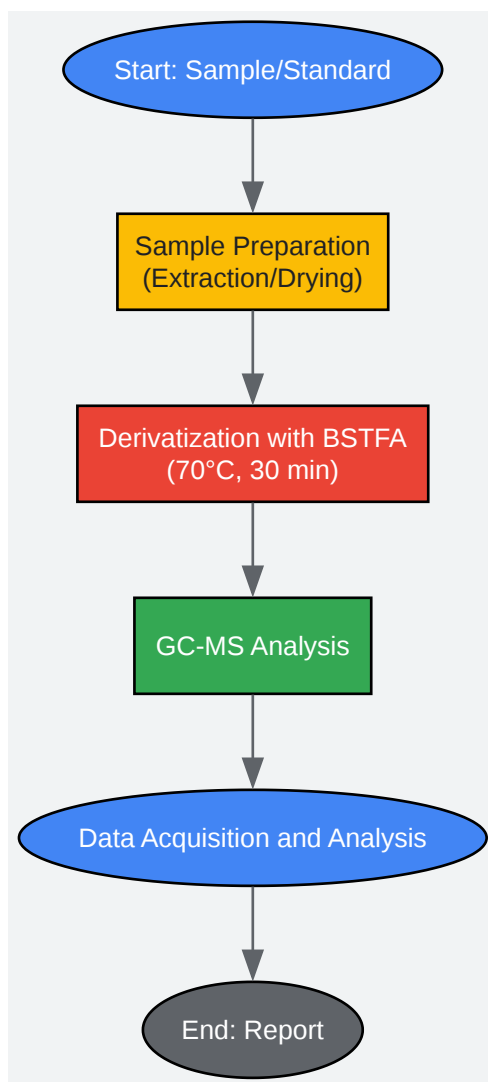 Start: Sample/Standard
Sample Preparation
(Extraction/Drying)
Derivatization with BSTFA
(70°C, 30 min)
GC-MS Analysis
Data Acquisition and Analysis
End: Report